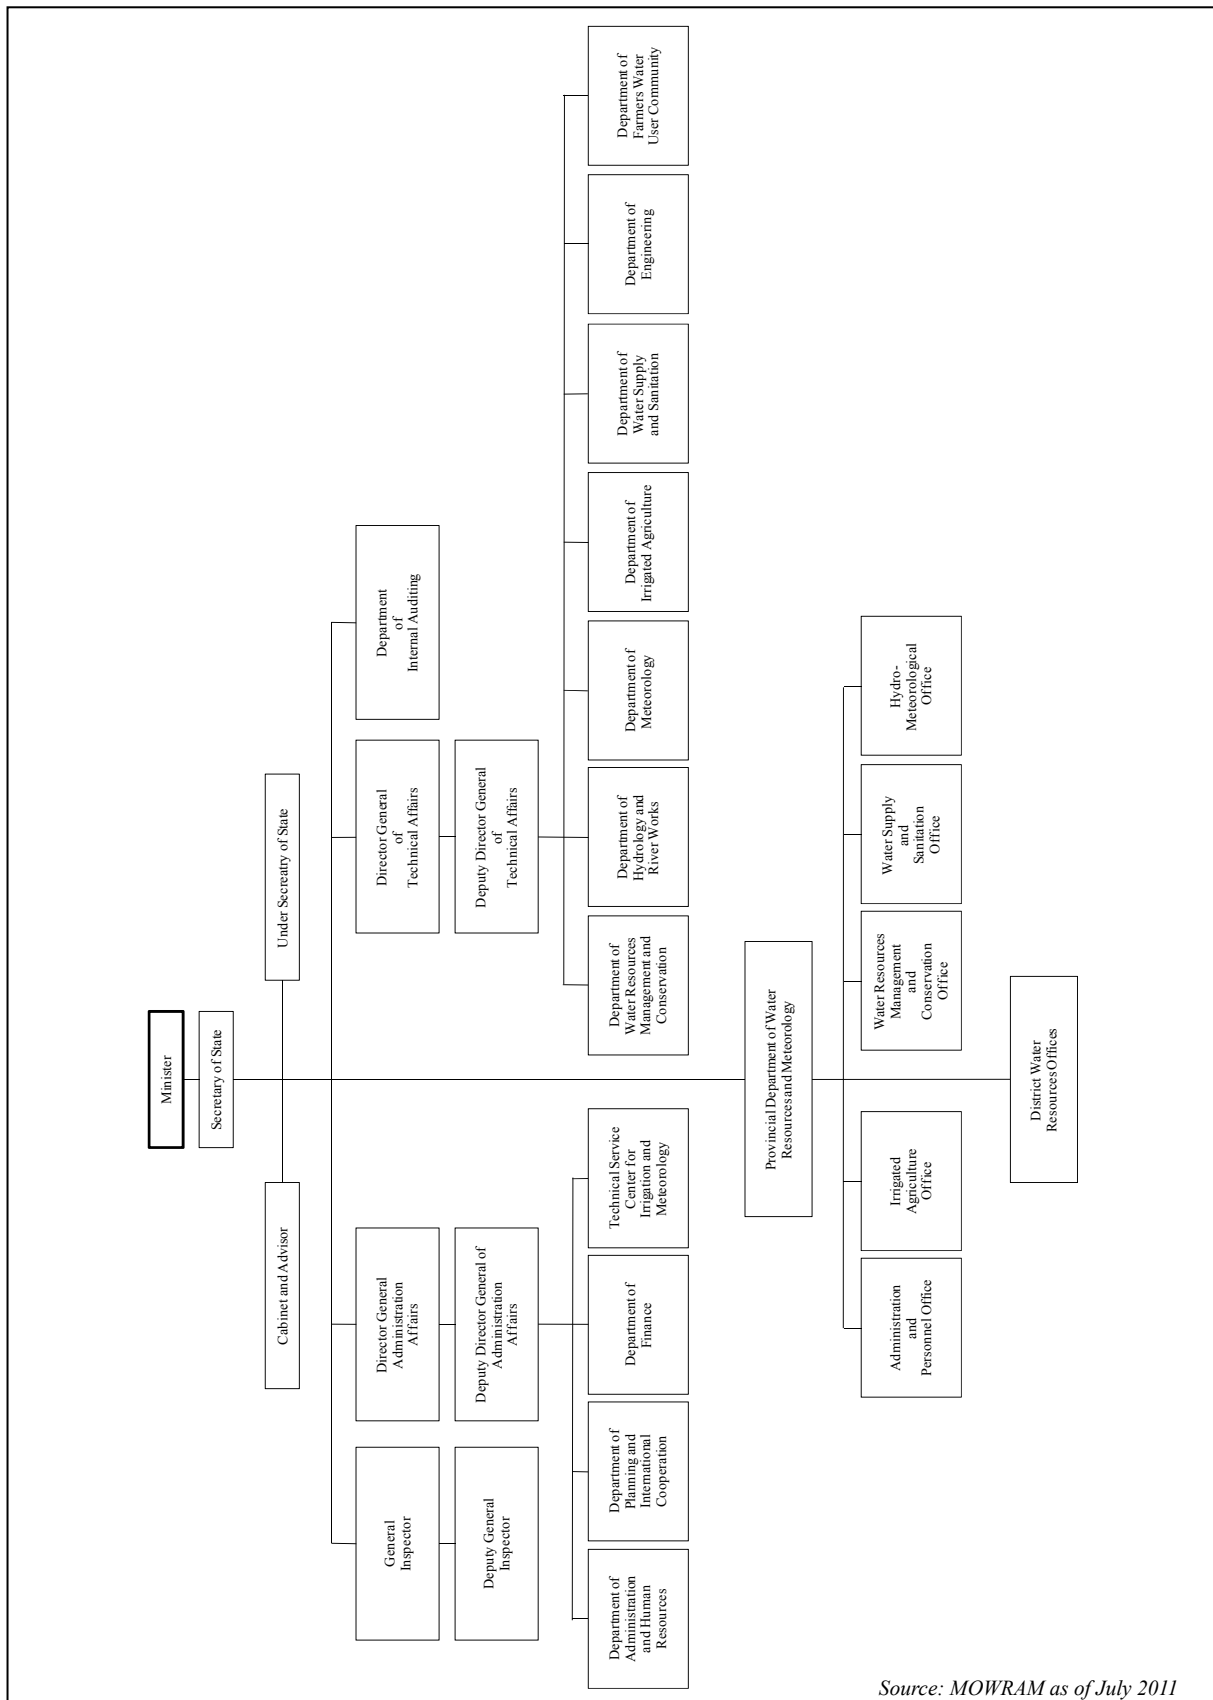 Minister
Secretary of State
Cabinet and Advisor
Under Secreatry of State
General
Inspector
Director General
Administration
Affairs
Director General
of
Technical Affairs
Department
of
Internal Auditing
Deputy General
Inspector
Deputy Director General of
Administration
Affairs
Deputy Director General
of
Technical Affairs
Department of
Administration
and Human
Resources
Department of
Planning and
International
Cooperation
Department of
Finance
Technical Service
Center for
Irrigation and
Meteorology
Department of
Water Resources
Management and
Conservation
Department of
Hydrology and
River Works
Department of
Meteorology
Department of
Irrigated Agriculture
Department of
Water Supply
and Sanitation
Department of
Engineering
Department of
Farmers Water
User Community
Provincial Department of Water
Resources and Meteorology
Administration
and
Personnel Office
Irrigated
Agriculture
Office
Water Resources
Management
and
Conservation
Office
Water Supply
and
Sanitation
Office
Hydro-
Meteorological
Office
District Water
Resources Offices
Source: MOWRAM as of July 2011